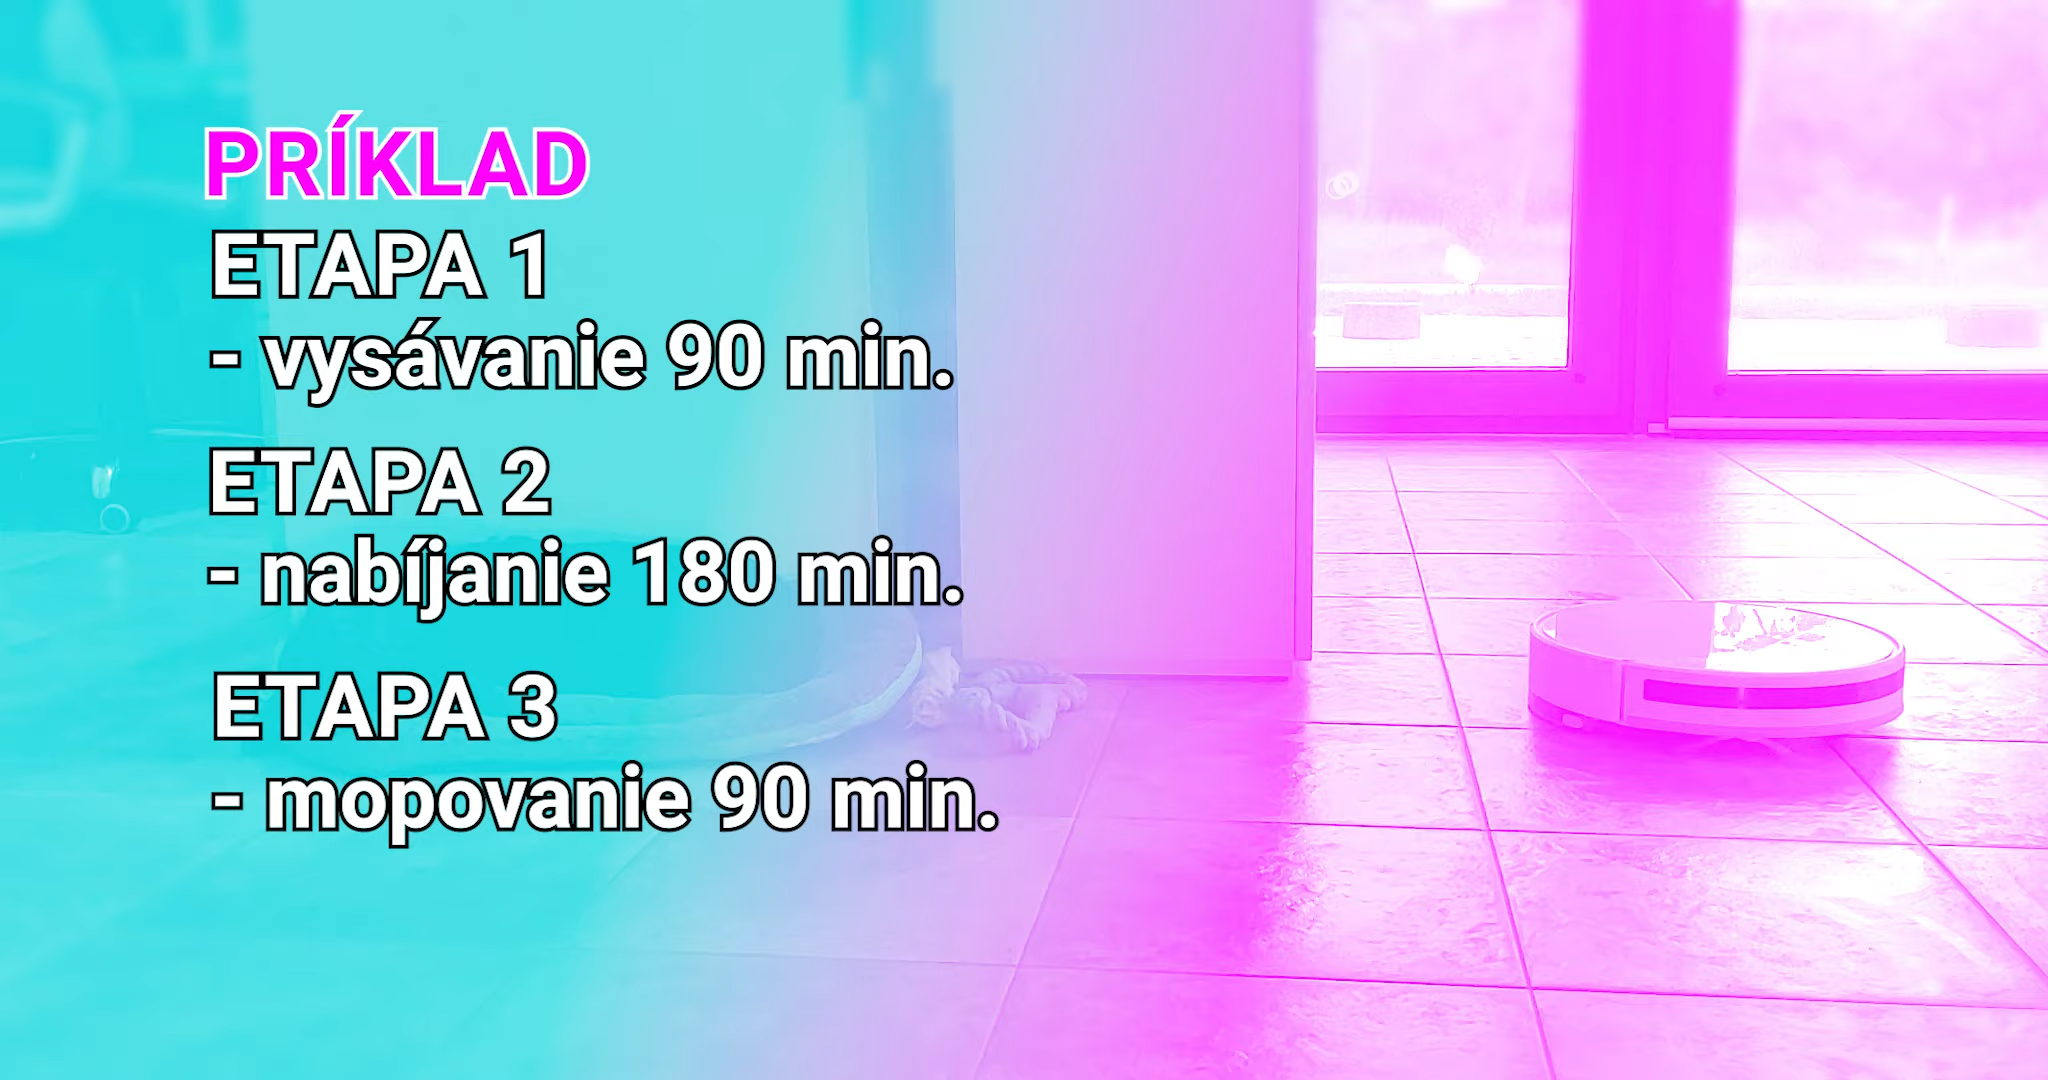 PRÍKLAD
ETAPA 1
- vysávanie 90 min.
ETAPA 2
- nabíjanie 180 min.
ETAPA 3
- mopovanie 90 min.